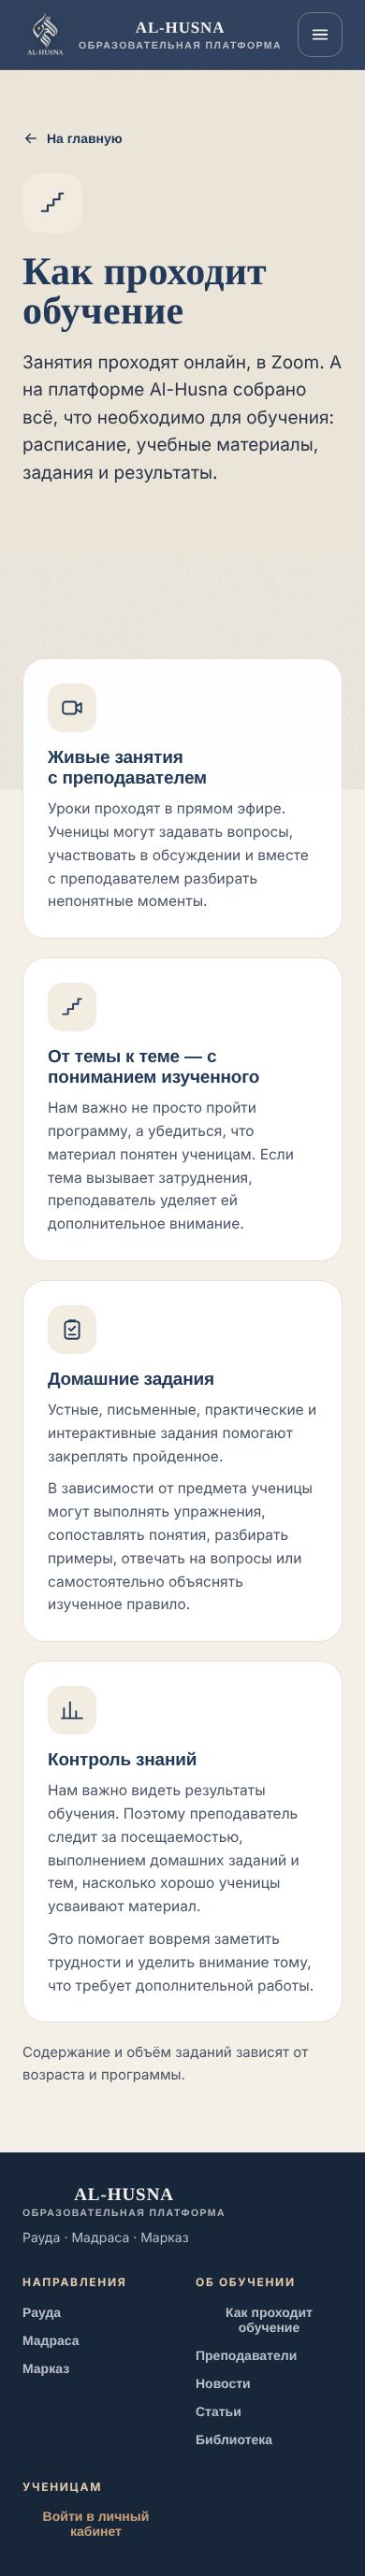 AL-HUSNA
AL-HUSNA
ОБРАЗОВАТЕЛЬНАЯ ПЛАТФОРМА
← На главную
Как проходит
обучение
Занятия проходят онлайн, в Zoom. А
на платформе Al-Husna собрано
всё, что необходимо для обучения:
расписание, учебные материалы,
задания и результаты.
Живые занятия
с преподавателем
Уроки проходят в прямом эфире.
Ученицы могут задавать вопросы,
участвовать в обсуждении и вместе
с преподавателем разбирать
непонятные моменты.
От темы к теме — с
пониманием изученного
Нам важно не просто пройти
программу, а убедиться, что
материал понятен ученицам. Если
тема вызывает затруднения,
преподаватель уделяет ей
дополнительное внимание.
Домашние задания
Устные, письменные, практические и
интерактивные задания помогают
закреплять пройденное.
В зависимости от предмета ученицы
могут выполнять упражнения,
сопоставлять понятия, разбирать
примеры, отвечать на вопросы или
самостоятельно объяснять
изученное правило.
Контроль знаний
Нам важно видеть результаты
обучения. Поэтому преподаватель
следит за посещаемостью,
выполнением домашних заданий и
тем, насколько хорошо ученицы
усваивают материал.
Это помогает вовремя заметить
трудности и уделить внимание тому,
что требует дополнительной работы.
Содержание и объём заданий зависят от
возраста и программы.
AL-HUSNA
ОБРАЗОВАТЕЛЬНАЯ ПЛАТФОРМА
Рауда · Мадраса · Марказ
НАПРАВЛЕНИЯ
Рауда
Мадраса
Марказ
ОБ ОБУЧЕНИИ
Как проходит
обучение
Преподаватели
Новости
Статьи
Библиотека
УЧЕНИЦАМ
Войти в личный
кабинет